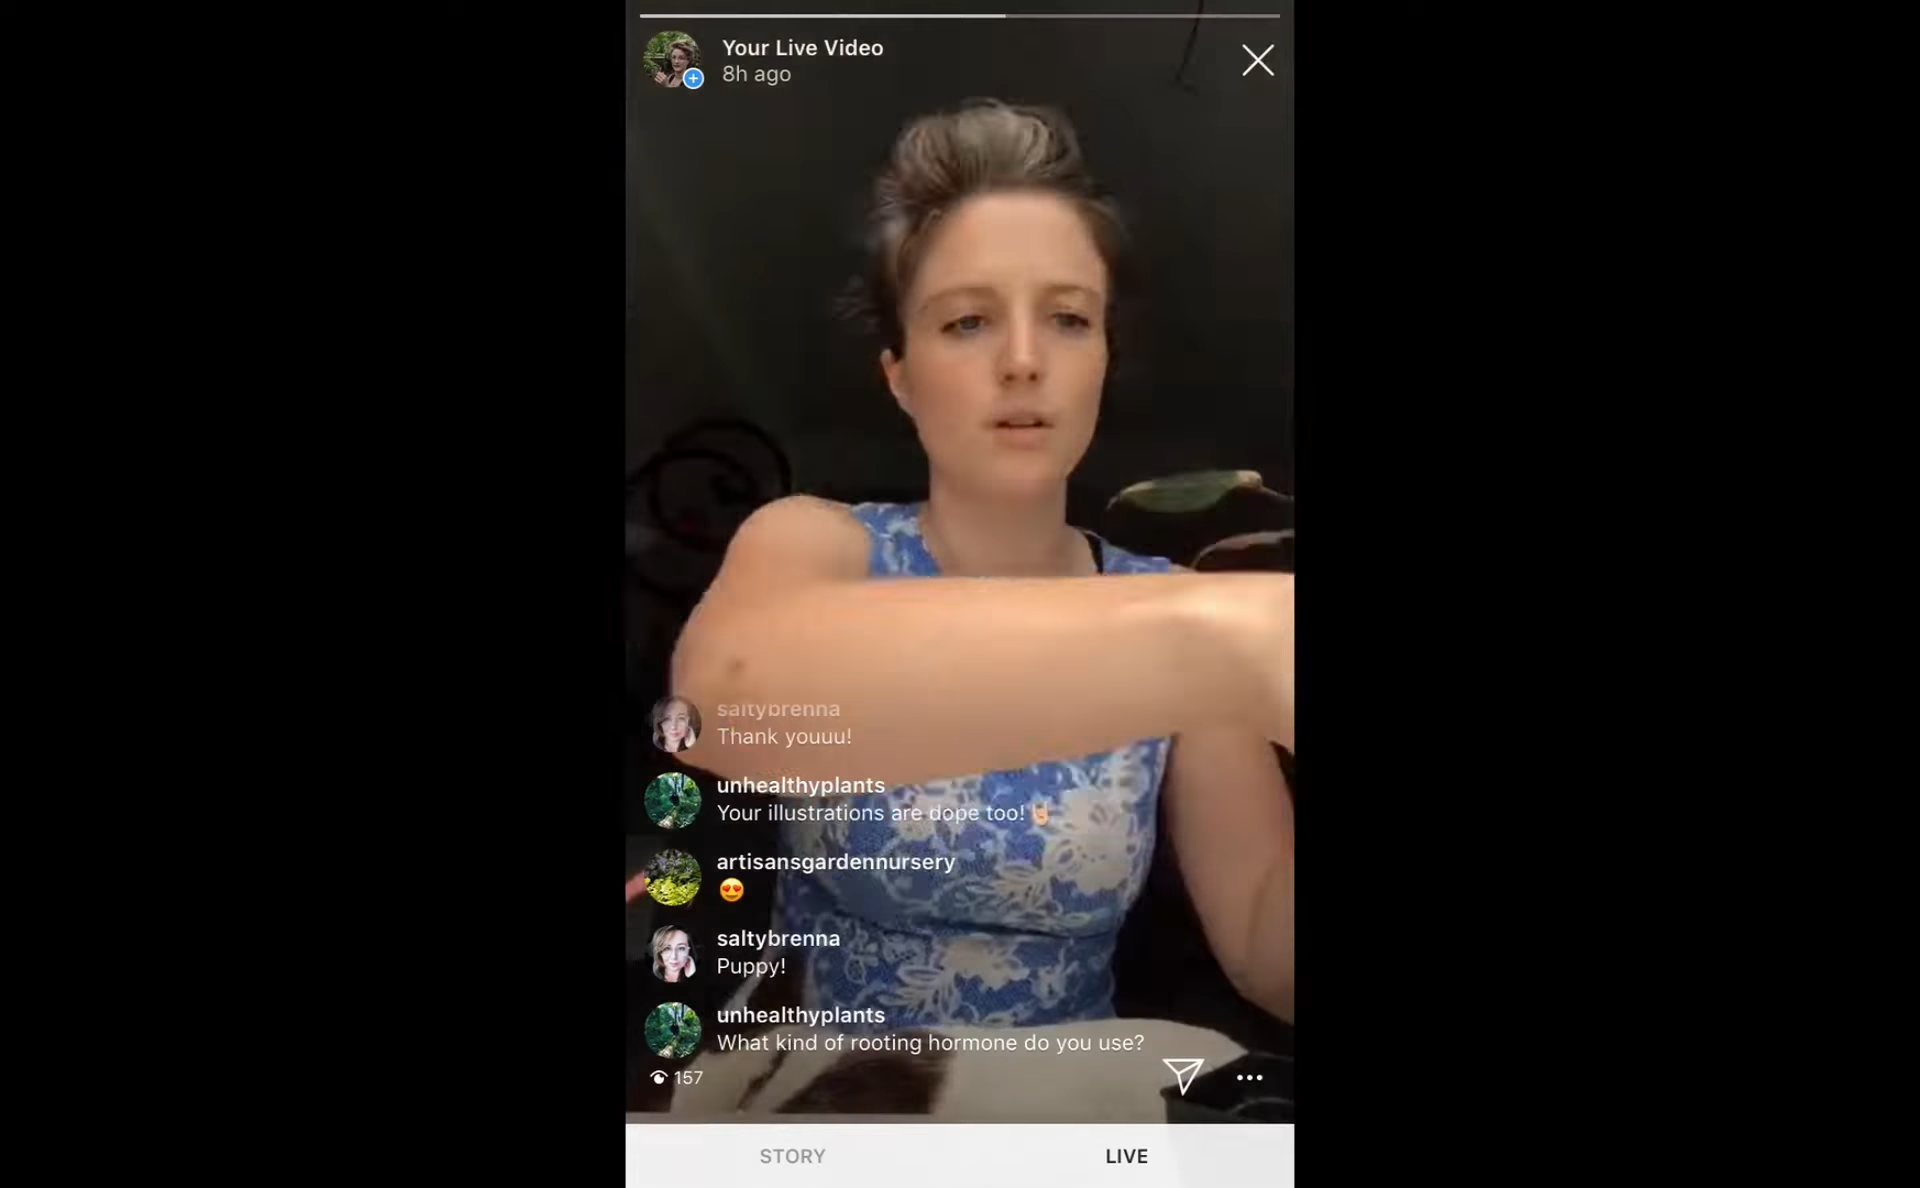 Your Live Video
8h ago
saltybrenna
Thank youuu!
unhealthyplants
Your illustrations are dope too!🤘🏻
artisansgardennursery
😍
saltybrenna
Puppy!
unhealthyplants
What kind of rooting hormone do you use?
157
STORY
LIVE